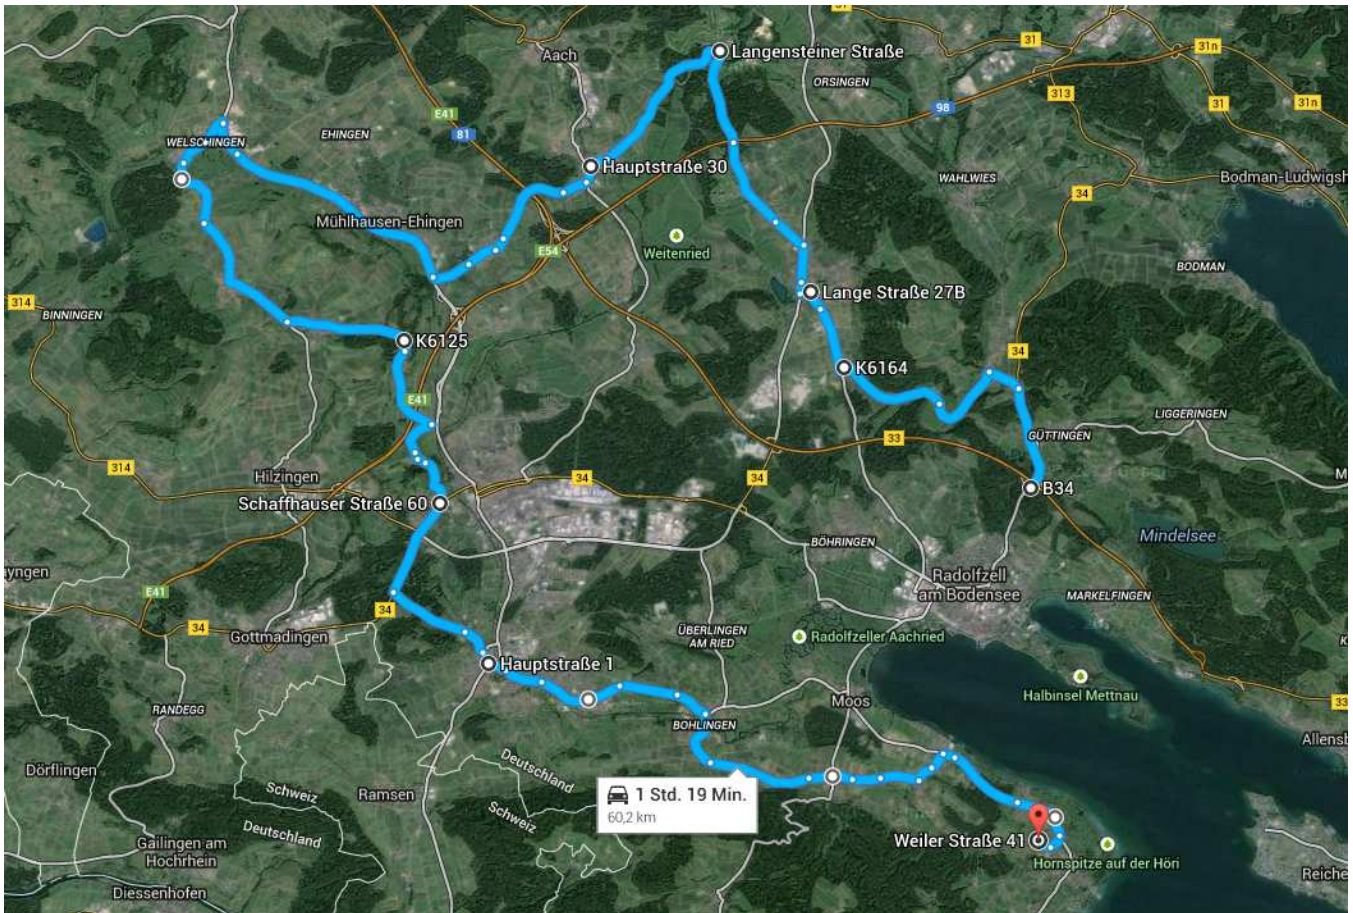 31
31
31n
Aach
Langensteiner Straße
ORSINGEN
98
313
31
31n
E41
81
WELSCHINGEN
EHINGEN
Hauptstraße 30
WAHLWIES
34
Bodman-Ludwigsh
Mühlhausen-Ehingen
E54
Weitenried
BODMAN
314
BINNINGEN
Lange Straße 27B
K6125
34
K6164
E41
LIGGERINGEN
GÜTTINGEN
33
314
Hilzingen
34
34
M
B34
Schaffhauser Straße 60
Mindelsee
BÖHRINGEN
yngen
Radolfzell
am Bodensee
E41
34
MARKELFINGEN
34
Gottmadingen
ÜBERLINGEN
AM RIED
Radolfzeller Aachried
K
Hauptstraße 1
Halbinsel Mettnau
RANDEGG
Moos
33
BOHLINGEN
Allensb
Dörflingen
Deutschland
Schweiz
Ramsen
Schweiz
Deutschland
1 Std. 19 Min.
60,2 km
Gailingen am
Hochrhein
Weiler Straße 41
Hornspitze auf der Höri
Reiche
Diessenhofen